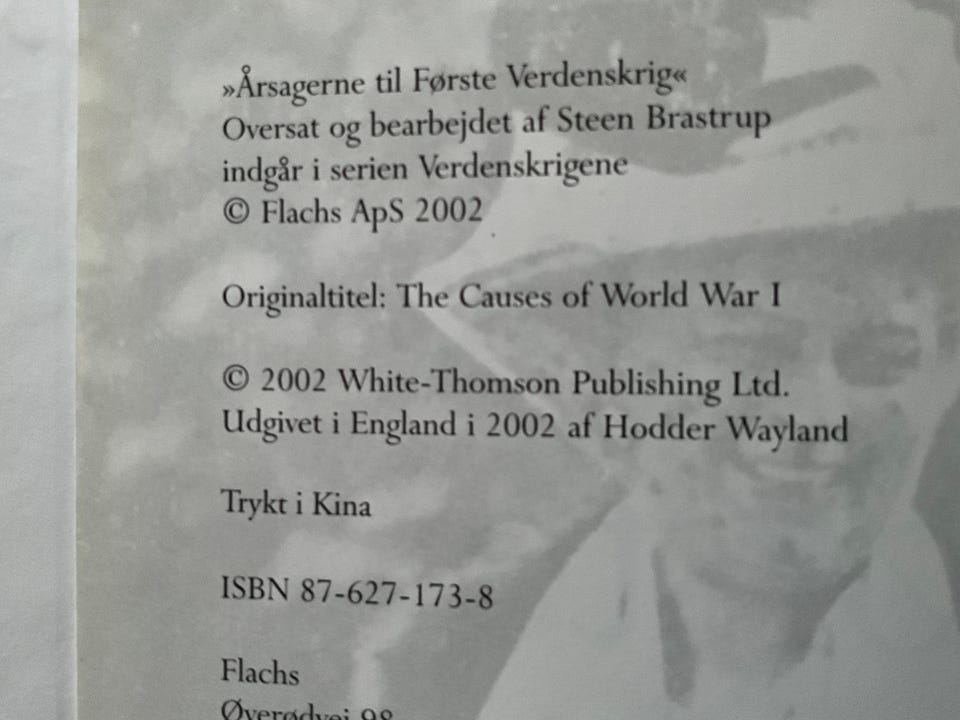 »Årsagerne til Første Verdenskrig«
Oversat og bearbejdet af Steen Brastrup
indgår i serien Verdenskrigene
© Flachs ApS 2002
Originaltitel: The Causes of World War I
© 2002 White-Thomson Publishing Ltd.
Udgivet i England i 2002 af Hodder Wayland
Trykt i Kina
ISBN 87-627-173-8
Flachs
Øverødvej 98